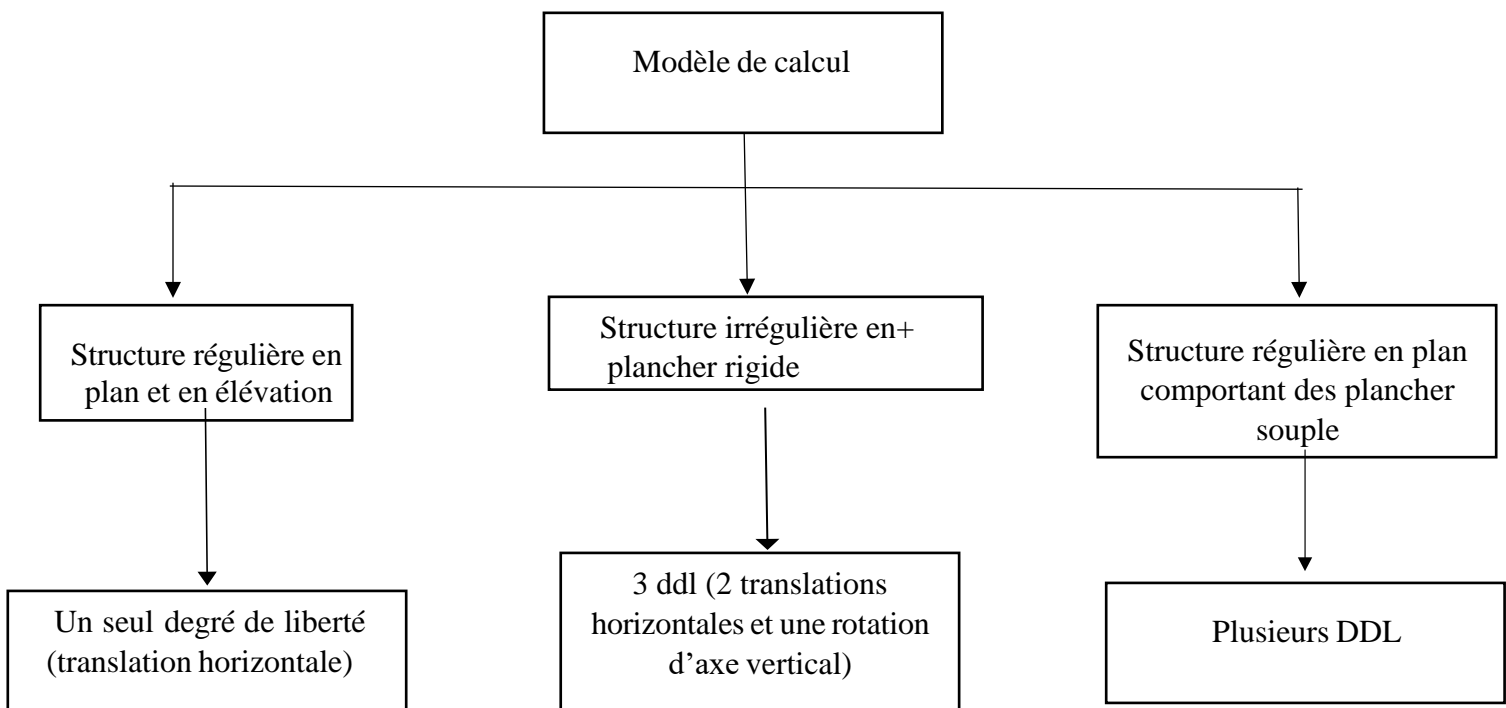 Modèle de calcul
Structure régulière en
plan et en élévation
Structure irrégulière en+
plancher rigide
Structure régulière en plan
comportant des plancher
souple
Un seul degré de liberté
(translation horizontale)
3 ddl (2 translations
horizontales et une rotation
d’axe vertical)
Plusieurs DDL